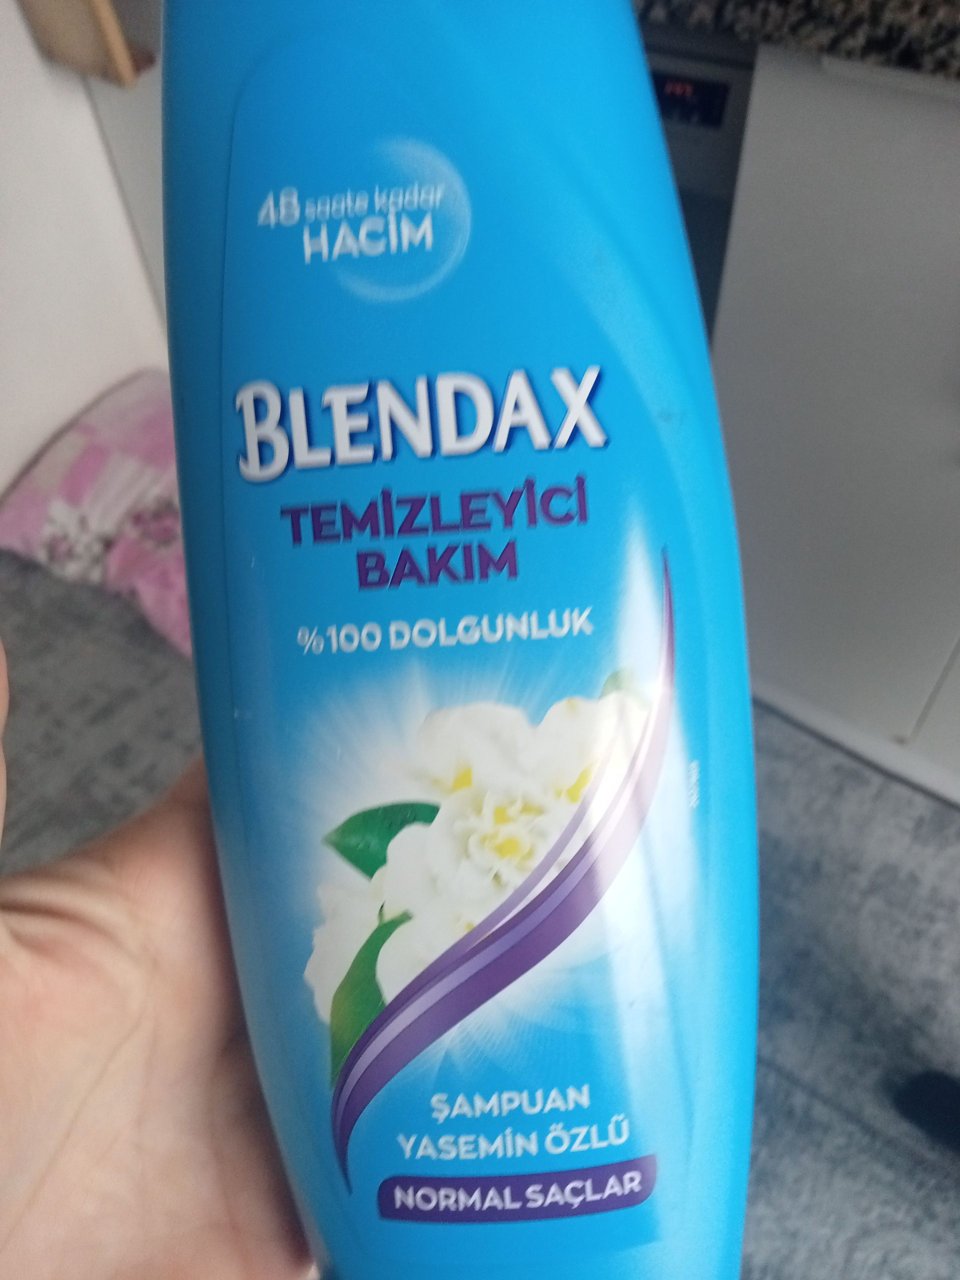 48 saate kadar
HACİM
BLENDAX
TEMİZLEYİCİ
BAKIM
%100 DOLGUNLUK
ŞAMPUAN
YASEMİN ÖZLÜ
NORMAL SAÇLAR